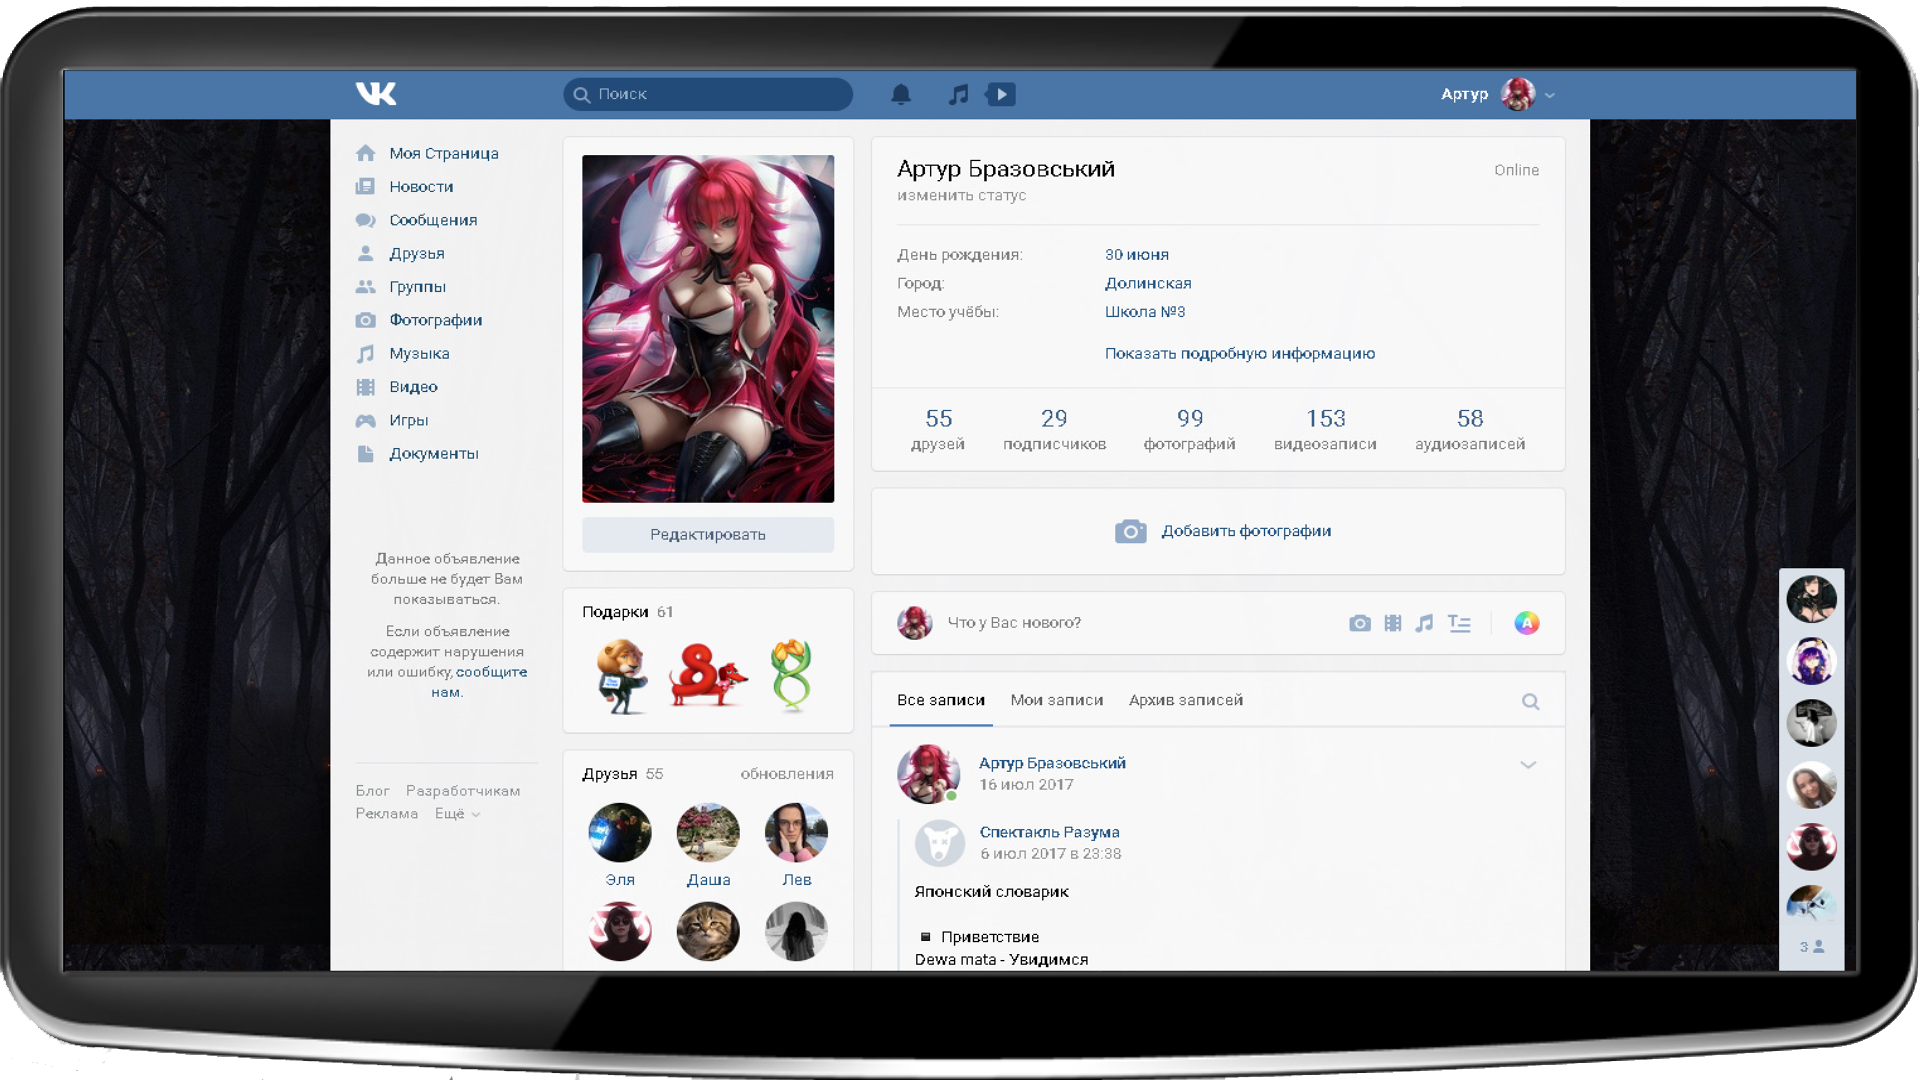 VK
Поиск
Артур
Моя Страница
Новости
Сообщения
Друзья
Группы
Фотографии
Музыка
Видео
Игры
Документы
Данное объявление
больше не будет Вам
показываться.
Если объявление
содержит нарушения
или ошибку, сообщите
нам.
Блог Разработчикам
Реклама Ещё
Редактировать
Подарки 61
Друзья 55 обновления
Эля Даша Лев
Артур Бразовський Online
изменить статус
День рождения: 30 июня
Город: Долинская
Место учёбы: Школа №3
Показать подробную информацию
55 29 99 153 58
друзей подписчиков фотографий видеозаписи аудиозаписей
Добавить фотографии
Что у Вас нового?
Все записи Мои записи Архив записей
Артур Бразовський
16 июл 2017
Спектакль Разума
6 июл 2017 в 23:38
Японский словарик
Приветствие
Dewa mata - Увидимся
3